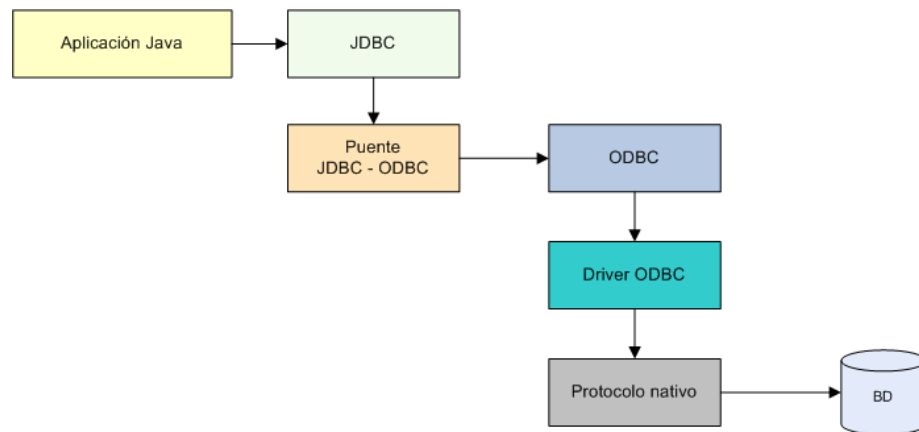 Aplicación Java
JDBC
Puente
JDBC - ODBC
ODBC
Driver ODBC
Protocolo nativo
BD